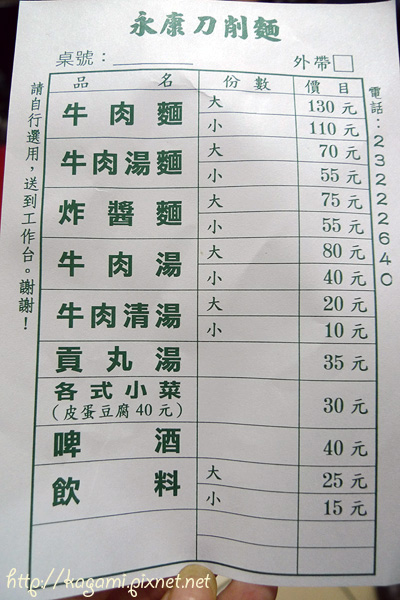 永康刀削麵
桌號：
外帶
品名 份數 價目
牛肉麵 大 130元
小 110元
牛肉湯麵 大 70元
小 55元
炸醬麵 大 75元
小 55元
牛肉湯 大 80元
小 40元
牛肉清湯 大 20元
小 10元
貢丸湯 35元
各式小菜 30元
(皮蛋豆腐40元)
啤酒 40元
飲料 大 25元
小 15元
請自行選用，送到工作台。謝謝！
電話：23222640
http://kagami.pixnet.net